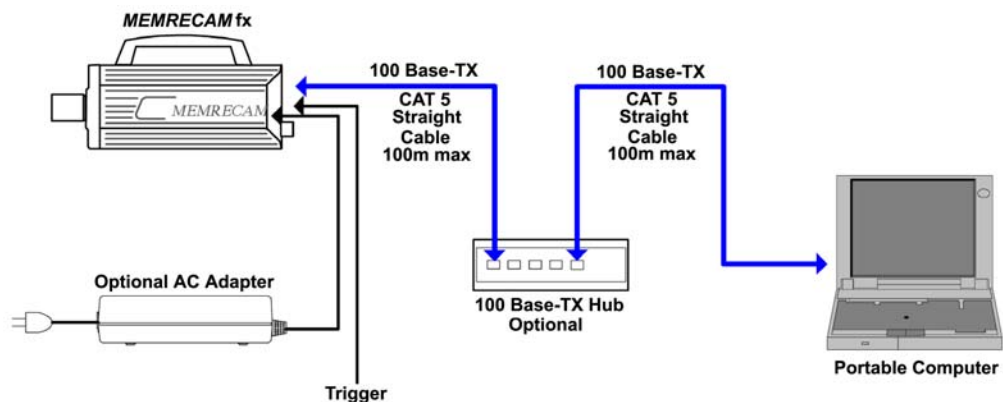 MEMRECAM fx
MEMRECAM
100 Base-TX
CAT 5
Straight
Cable
100m max
100 Base-TX
CAT 5
Straight
Cable
100m max
Optional AC Adapter
100 Base-TX Hub
Optional
Trigger
Portable Computer